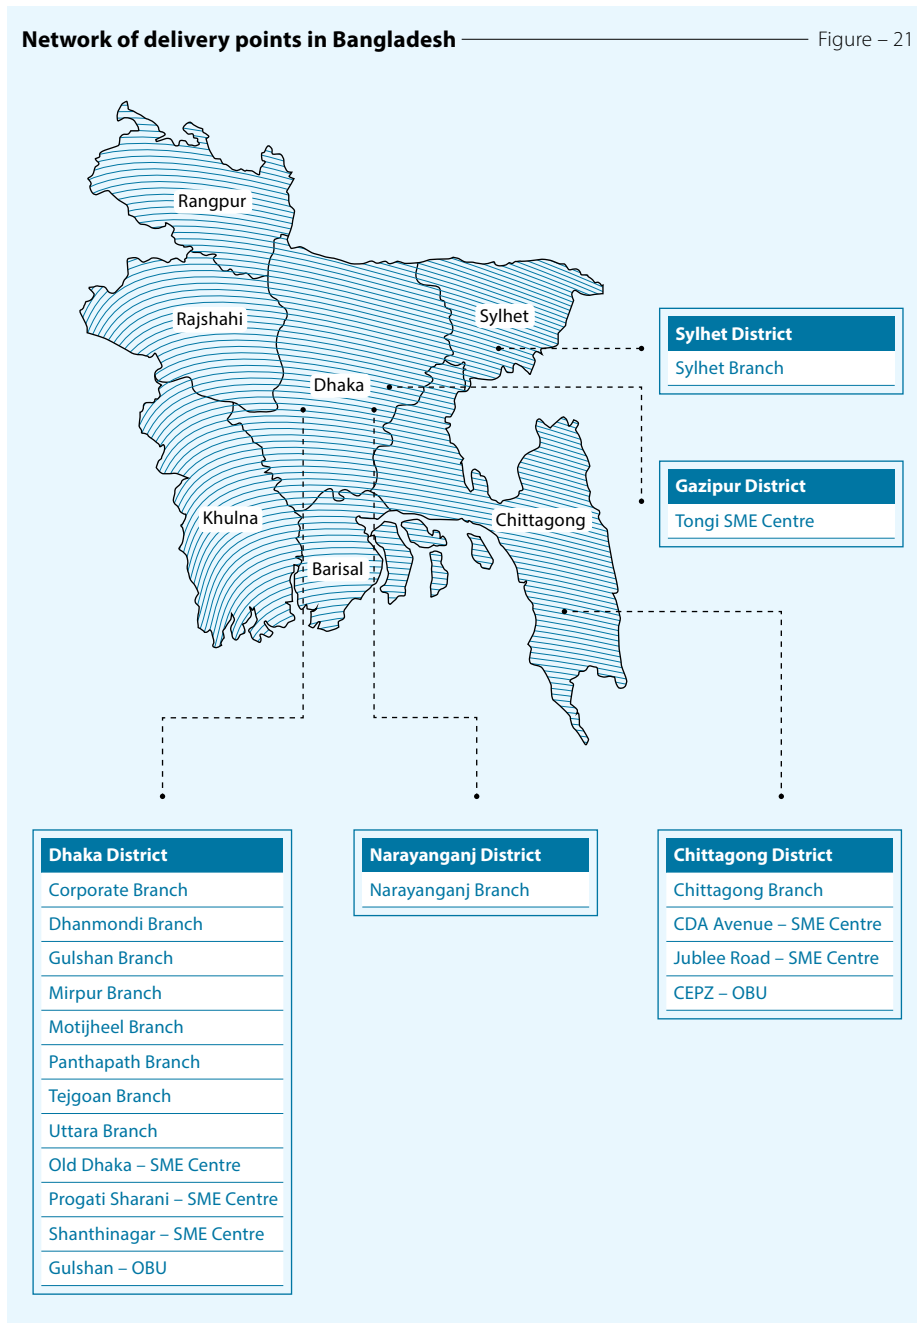 Network of delivery points in Bangladesh
Figure – 21
Rangpur
Rajshahi
Sylhet
Dhaka
Khulna
Chittagong
Barisal
Sylhet District
Sylhet Branch
Gazipur District
Tongi SME Centre
Dhaka District
Corporate Branch
Dhanmondi Branch
Gulshan Branch
Mirpur Branch
Motijheel Branch
Panthapath Branch
Tejgoan Branch
Uttara Branch
Old Dhaka – SME Centre
Progati Sharani – SME Centre
Shanthinagar – SME Centre
Gulshan – OBU
Narayanganj District
Narayanganj Branch
Chittagong District
Chittagong Branch
CDA Avenue – SME Centre
Jublee Road – SME Centre
CEPZ – OBU